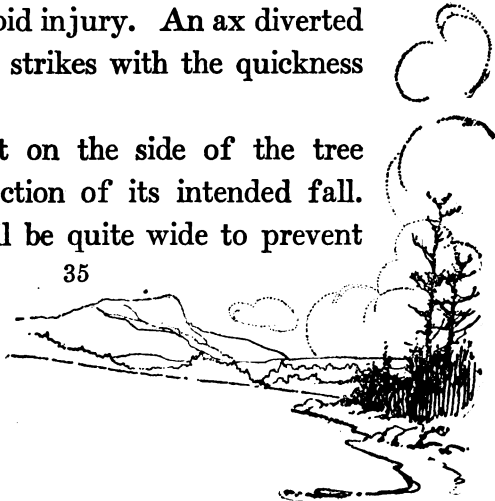 oid injury. An ax diverted
strikes with the quickness
t on the side of the tree
ction of its intended fall.
l be quite wide to prevent
35